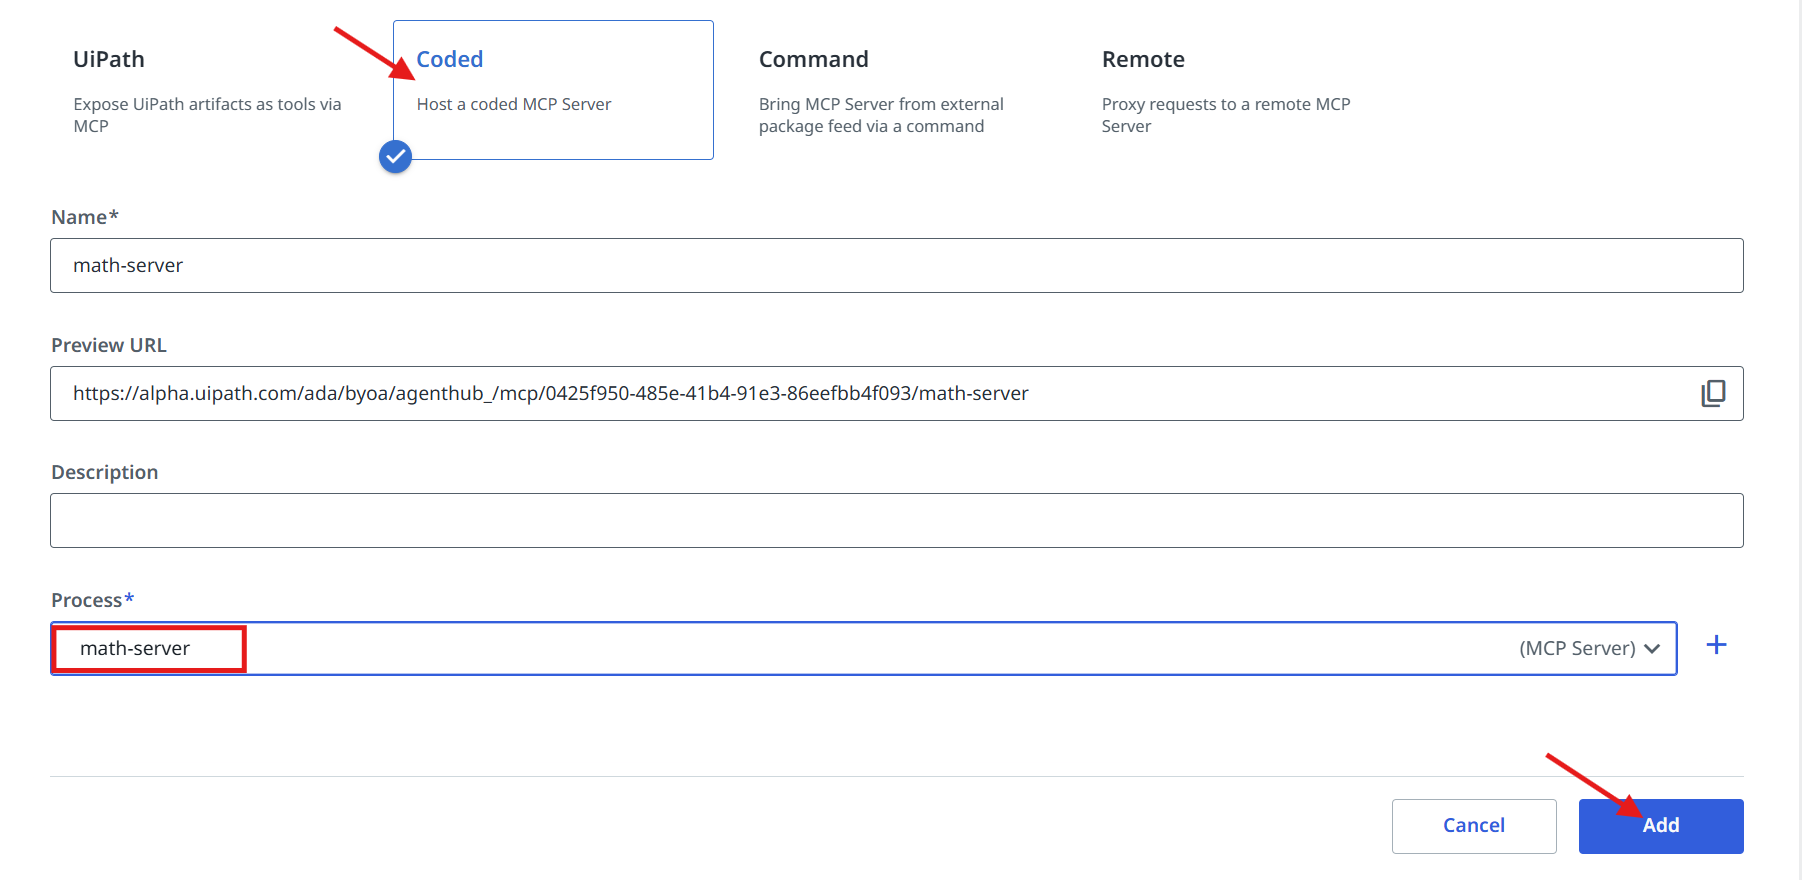 UiPath
Expose UiPath artifacts as tools via
MCP
Coded
Host a coded MCP Server
Command
Bring MCP Server from external
package feed via a command
Remote
Proxy requests to a remote MCP
Server
Name*
math-server
Preview URL
https://alpha.uipath.com/ada/byoa/agenthub_/mcp/0425f950-485e-41b4-91e3-86eefbb4f093/math-server
Description
Process*
math-server (MCP Server)
Cancel
Add